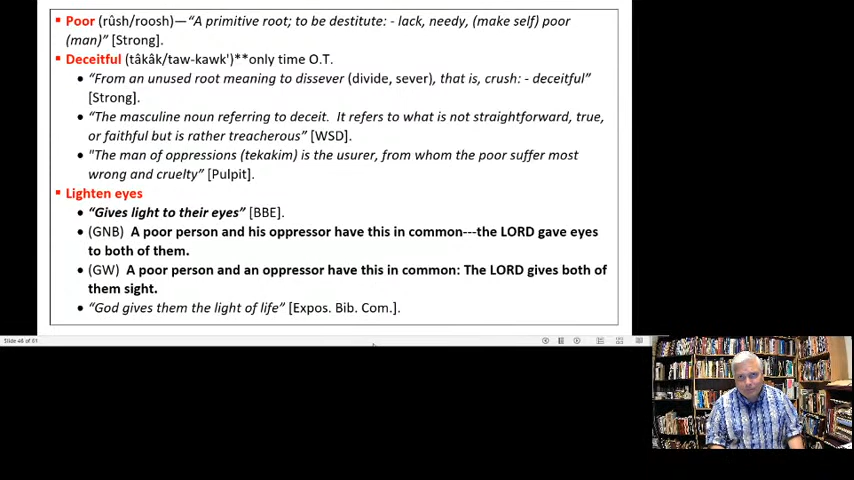 ▪ Poor (rûsh/roosh)—“A primitive root; to be destitute: - lack, needy, (make self) poor
(man)” [Strong].
▪ Deceitful (tâkâk/taw-kawk')**only time O.T.
• “From an unused root meaning to dissever (divide, sever), that is, crush: - deceitful”
[Strong].
• “The masculine noun referring to deceit.  It refers to what is not straightforward, true,
or faithful but is rather treacherous” [WSD].
• "The man of oppressions (tekakim) is the usurer, from whom the poor suffer most
wrong and cruelty” [Pulpit].
▪ Lighten eyes
• “Gives light to their eyes” [BBE].
• (GNB)  A poor person and his oppressor have this in common---the LORD gave eyes
to both of them.
• (GW)  A poor person and an oppressor have this in common: The LORD gives both of
them sight.
• “God gives them the light of life” [Expos. Bib. Com.].